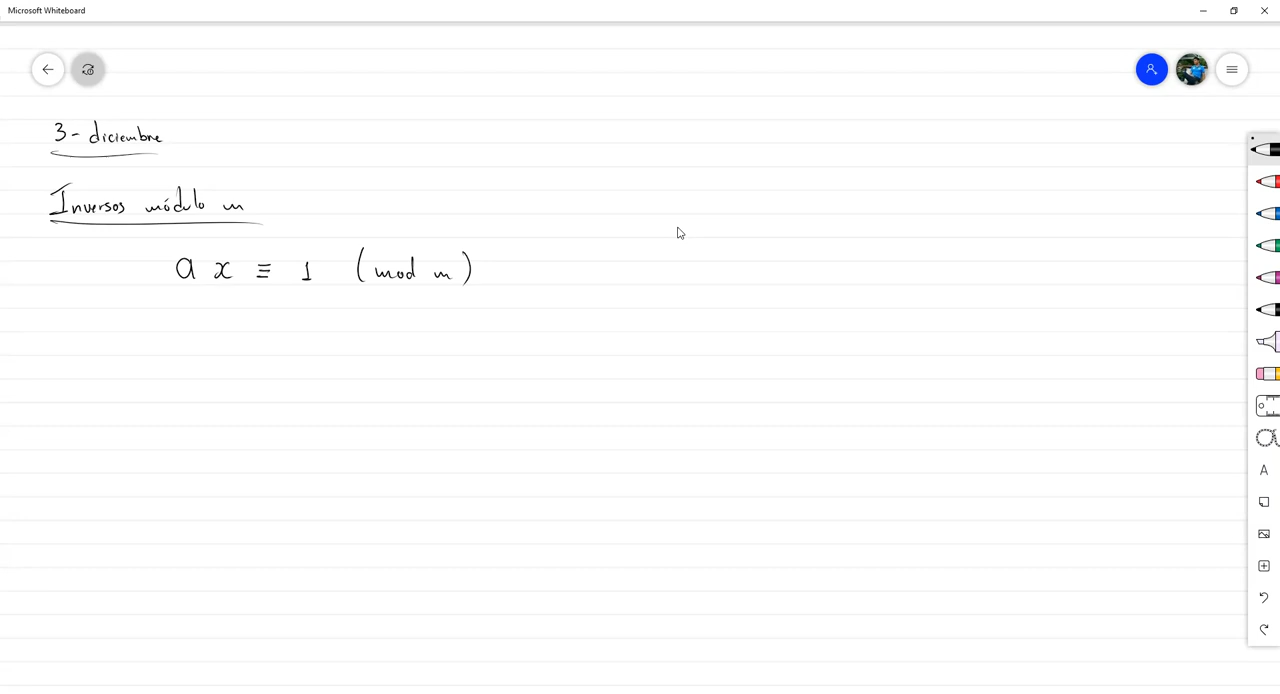 Microsoft Whiteboard
3 - diciembre
Inversos módulo m
a x ≡ 1 (mod m)
A